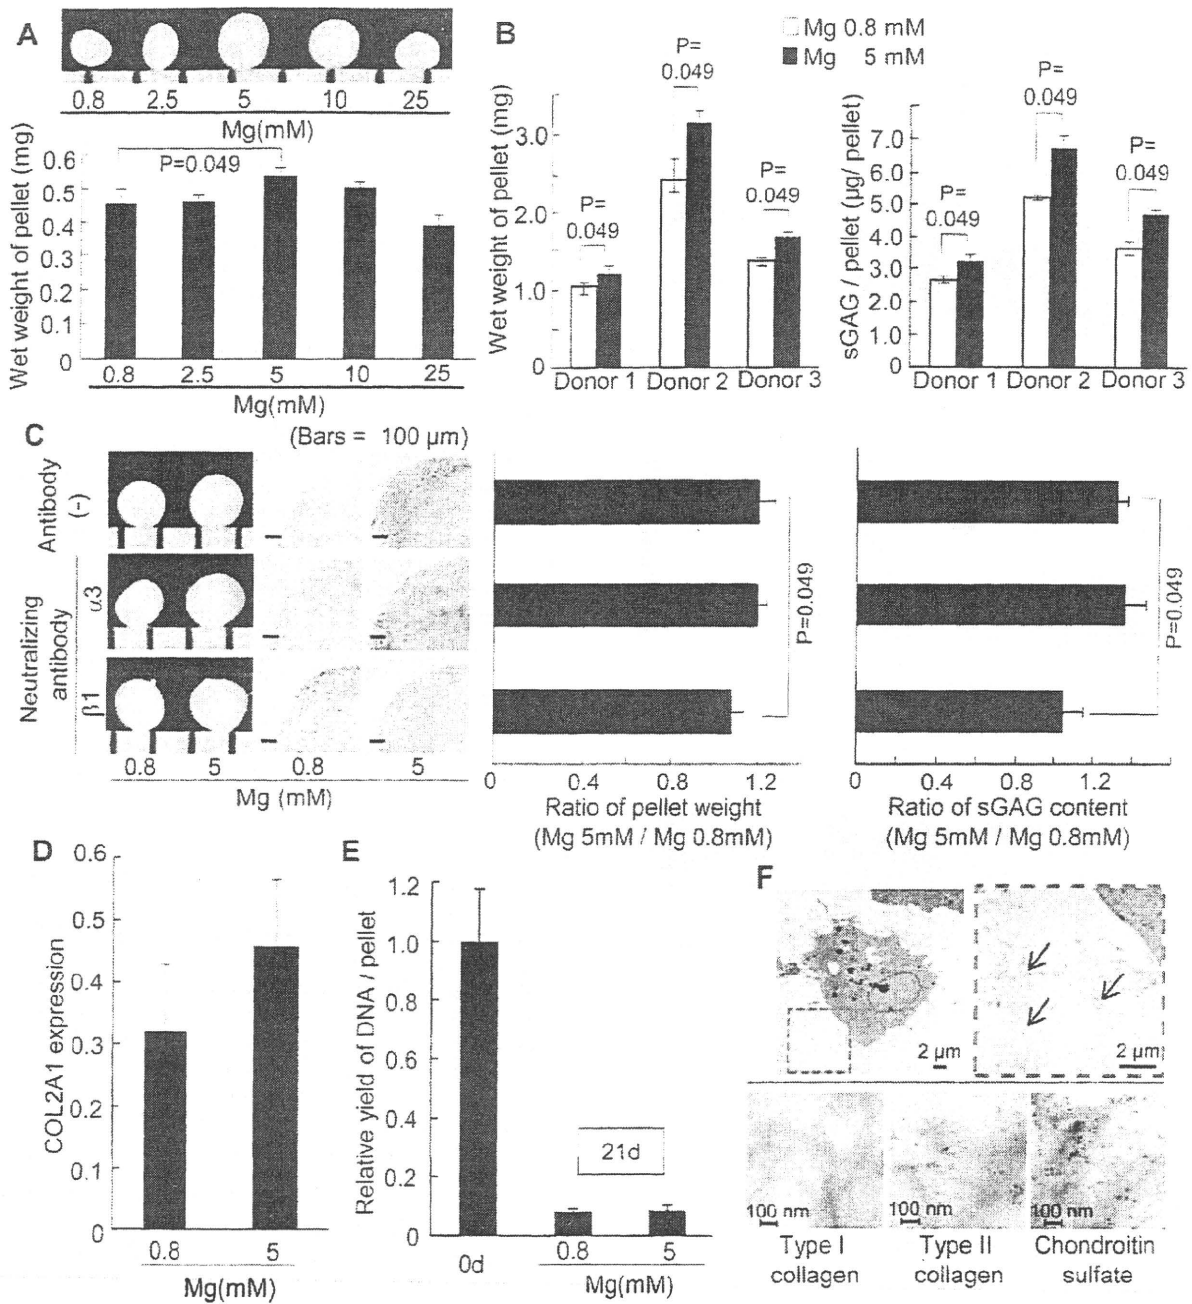 A
0.8 2.5 5 10 25
Mg(mM)
Wet weight of pellet (mg)
0.6
0.5
0.4
0.3
0.2
0.1
0
P=0.049
0.8 2.5 5 10 25
Mg(mM)
B
Mg 0.8 mM
Mg 5 mM
Wet weight of pellet (mg)
3.0
2.0
1.0
0
P=
0.049
P=
0.049
P=
0.049
Donor 1 Donor 2 Donor 3
sGAG / pellet (µg/ pellet)
7.0
6.0
5.0
4.0
3.0
2.0
1.0
0
P=
0.049
P=
0.049
P=
0.049
Donor 1 Donor 2 Donor 3
C
(Bars = 100 µm)
Antibody
(-)
Neutralizing
antibody
α3
β1
0.8 5 0.8 5
Mg (mM)
P=0.049
0 0.4 0.8 1.2
Ratio of pellet weight
(Mg 5mM / Mg 0.8mM)
P=0.049
0 0.4 0.8 1.2
Ratio of sGAG content
(Mg 5mM / Mg 0.8mM)
D
COL2A1 expression
0.6
0.5
0.4
0.3
0.2
0.1
0
0.8 5
Mg(mM)
E
Relative yield of DNA / pellet
1.2
1.0
0.8
0.6
0.4
0.2
0
21d
0d
0.8 5
Mg(mM)
F
2 µm
2 µm
100 nm
100 nm
100 nm
Type I
collagen
Type II
collagen
Chondroitin
sulfate